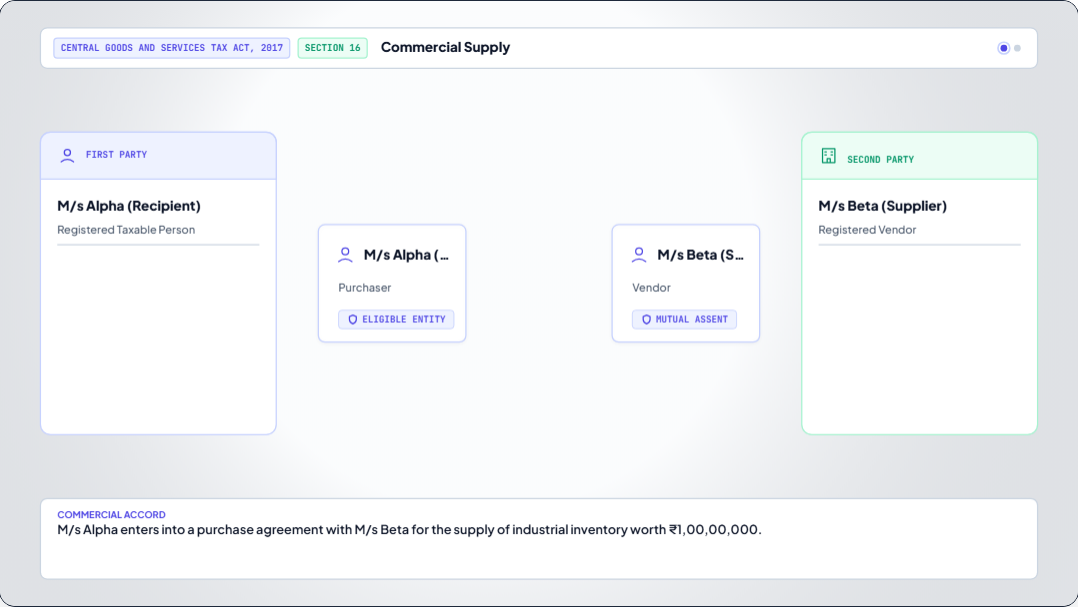 CENTRAL GOODS AND SERVICES TAX ACT, 2017 SECTION 16 Commercial Supply
FIRST PARTY
M/s Alpha (Recipient)
Registered Taxable Person
M/s Alpha (...
Purchaser
ELIGIBLE ENTITY
M/s Beta (S...
Vendor
MUTUAL ASSENT
SECOND PARTY
M/s Beta (Supplier)
Registered Vendor
COMMERCIAL ACCORD
M/s Alpha enters into a purchase agreement with M/s Beta for the supply of industrial inventory worth ₹1,00,00,000.